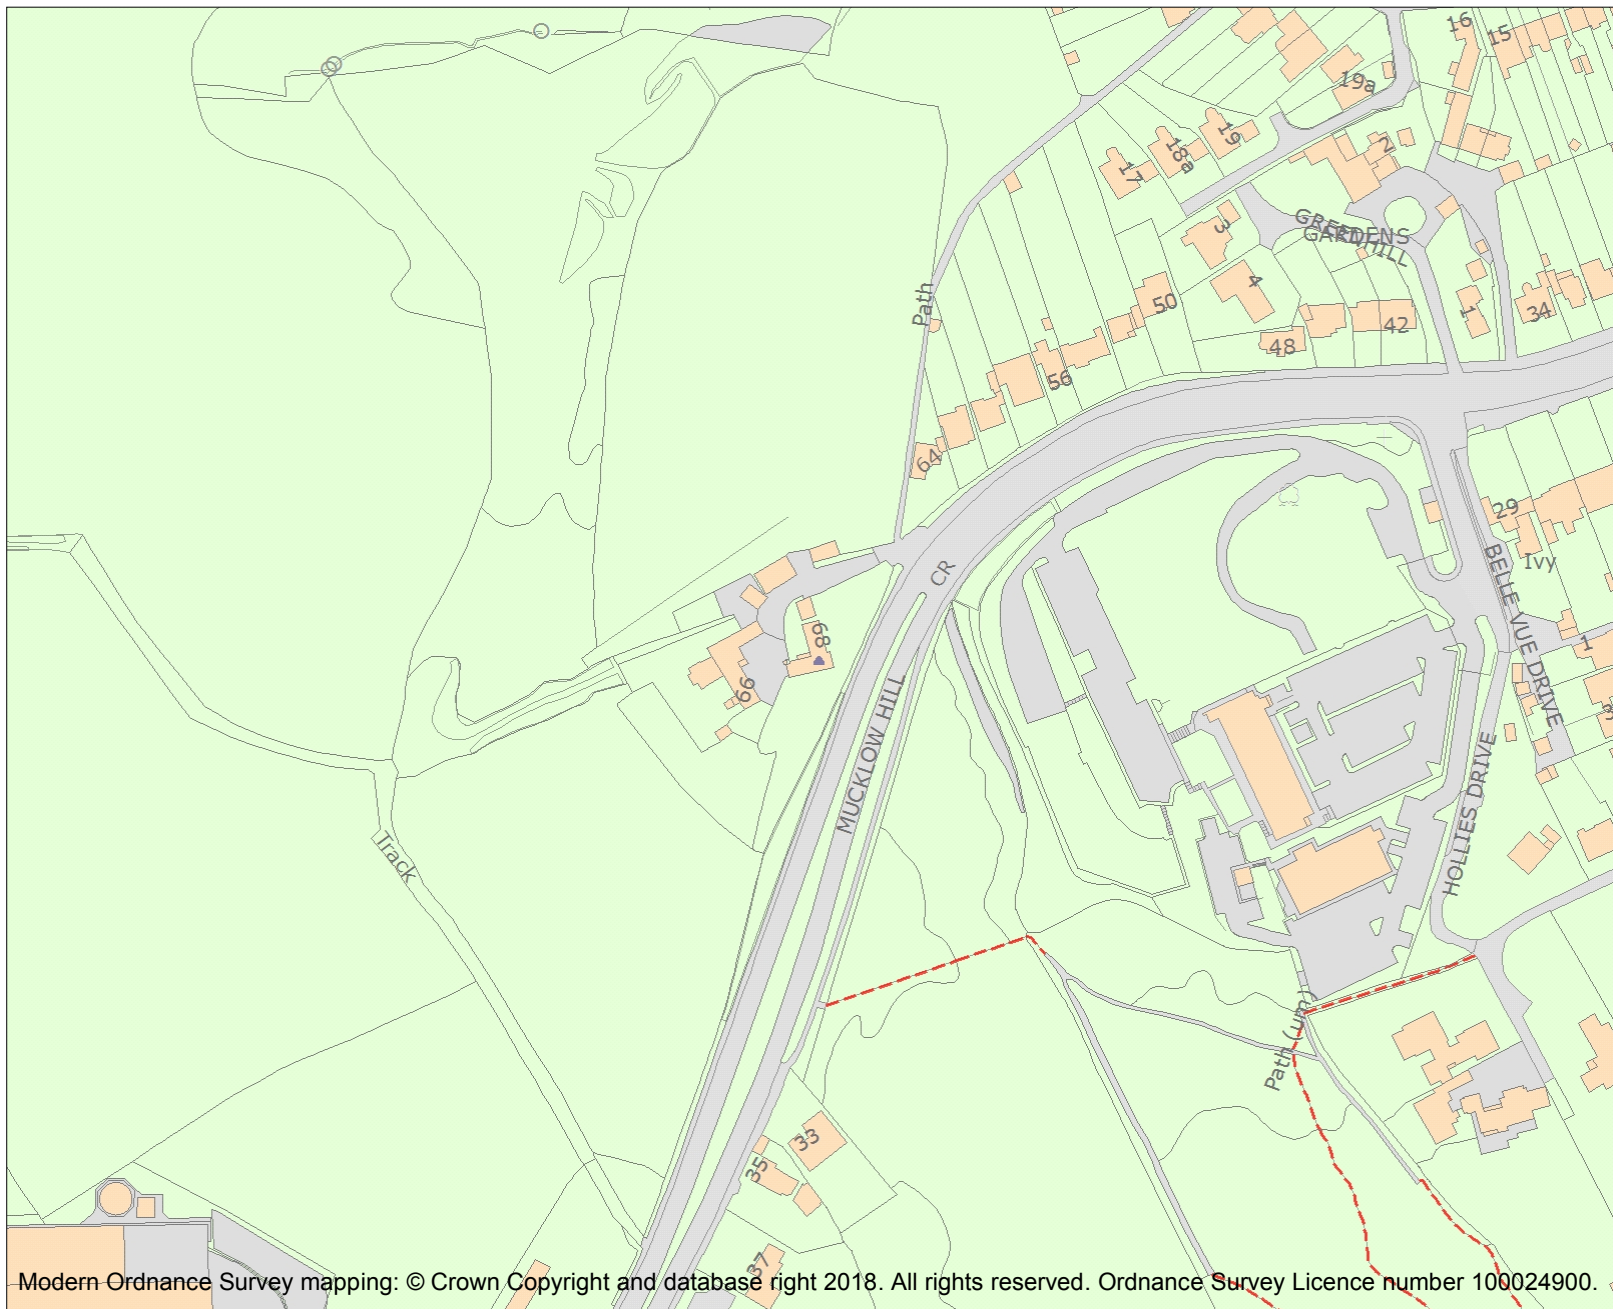 16
15
19a
19
18a
17
2
3
GREENHILL
GARDENS
4
50
Path
1
34
42
48
56
64
CR
29
Ivy
BELLE VUE DRIVE
68
66
1
3
MUCKLOW HILL
HOLLIES DRIVE
Track
Path (um)
33
35
37
Modern Ordnance Survey mapping: © Crown Copyright and database right 2018. All rights reserved. Ordnance Survey Licence number 100024900.